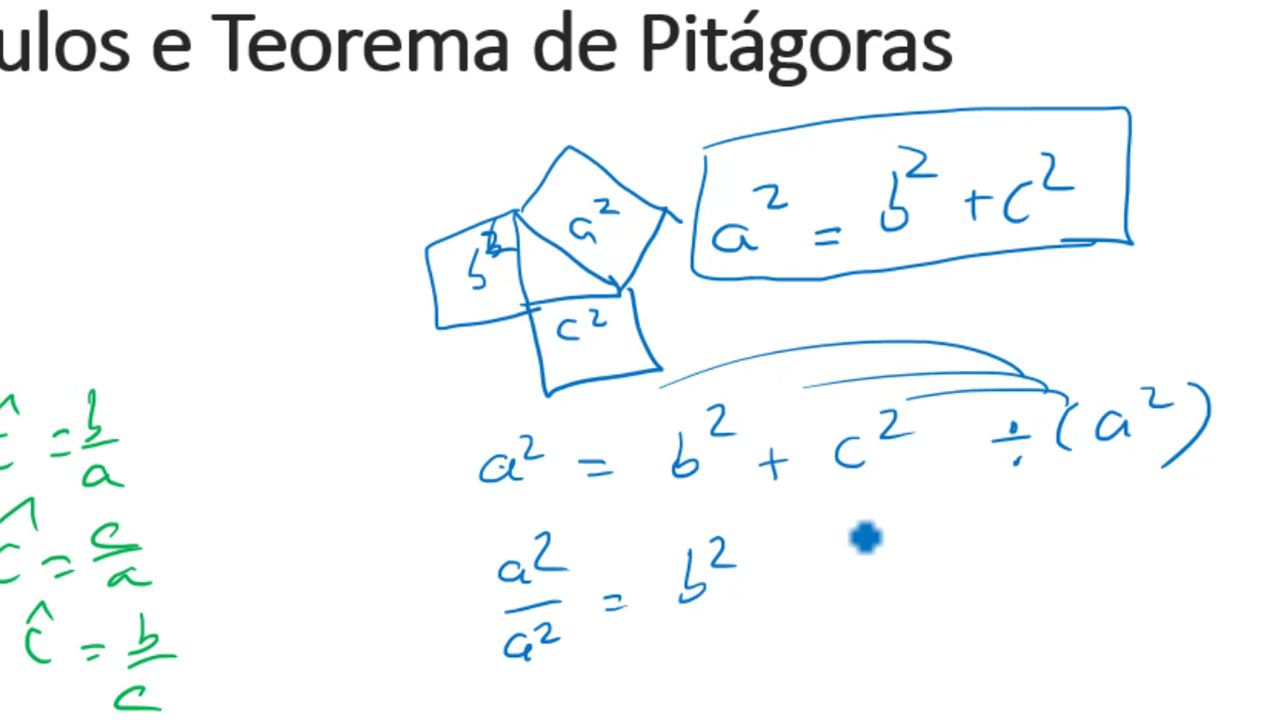 ulos e Teorema de Pitágoras
a² b² c²
a² = b² + c²
a² = b² + c² ÷ (a²)
a²/a² = b²
ĉ = b/a
ĉ = c/a
ĉ = b/c